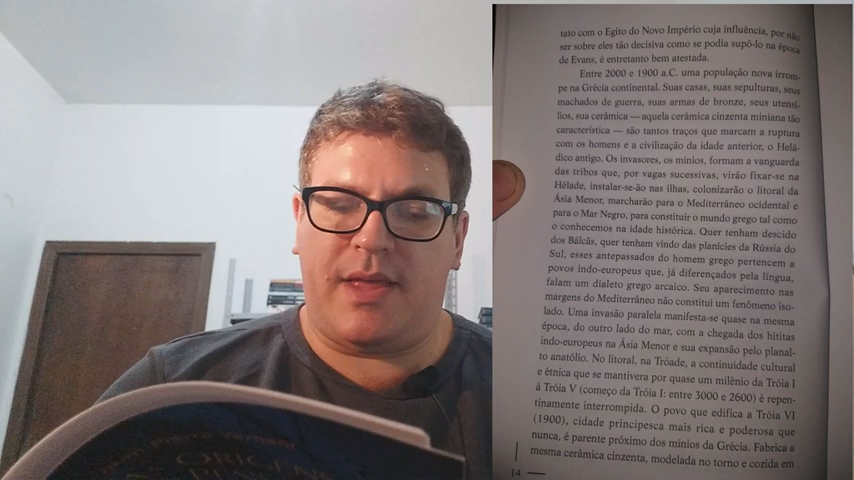 Pierre Vernant
ORIGENS
tato com o Egito do Novo Império cuja influência, por não
ser sobre eles tão decisiva como se podia supô-lo na época
de Evans, é entretanto bem atestada.
Entre 2000 e 1900 a.C. uma população nova irrom-
pe na Grécia continental. Suas casas, suas sepulturas, seus
machados de guerra, suas armas de bronze, seus utensí-
lios, sua cerâmica — aquela cerâmica cinzenta miniana tão
característica — são tantos traços que marcam a ruptura
com os homens e a civilização da idade anterior, o Helá-
dico antigo. Os invasores, os mínios, formam a vanguarda
das tribos que, por vagas sucessivas, virão fixar-se na
Hélade, instalar-se-ão nas ilhas, colonizarão o litoral da
Ásia Menor, marcharão para o Mediterrâneo ocidental e
para o Mar Negro, para constituir o mundo grego tal como
o conhecemos na idade histórica. Quer tenham descido
dos Bálcãs, quer tenham vindo das planícies da Rússia do
Sul, esses antepassados do homem grego pertencem a
povos indo-europeus que, já diferençados pela língua,
falam um dialeto grego arcaico. Seu aparecimento nas
margens do Mediterrâneo não constitui um fenômeno iso-
lado. Uma invasão paralela manifesta-se quase na mesma
época, do outro lado do mar, com a chegada dos hititas
indo-europeus na Ásia Menor e sua expansão pelo planal-
to anatólio. No litoral, na Tróade, a continuidade cultural
e étnica que se mantivera por quase um milênio da Tróia I
à Tróia V (começo da Tróia I: entre 3000 e 2600) é repen-
tinamente interrompida. O povo que edifica a Tróia VI
(1900), cidade principesca mais rica e poderosa que
nunca, é parente próximo dos mínios da Grécia. Fabrica a
mesma cerâmica cinzenta, modelada no torno e cozida em
14